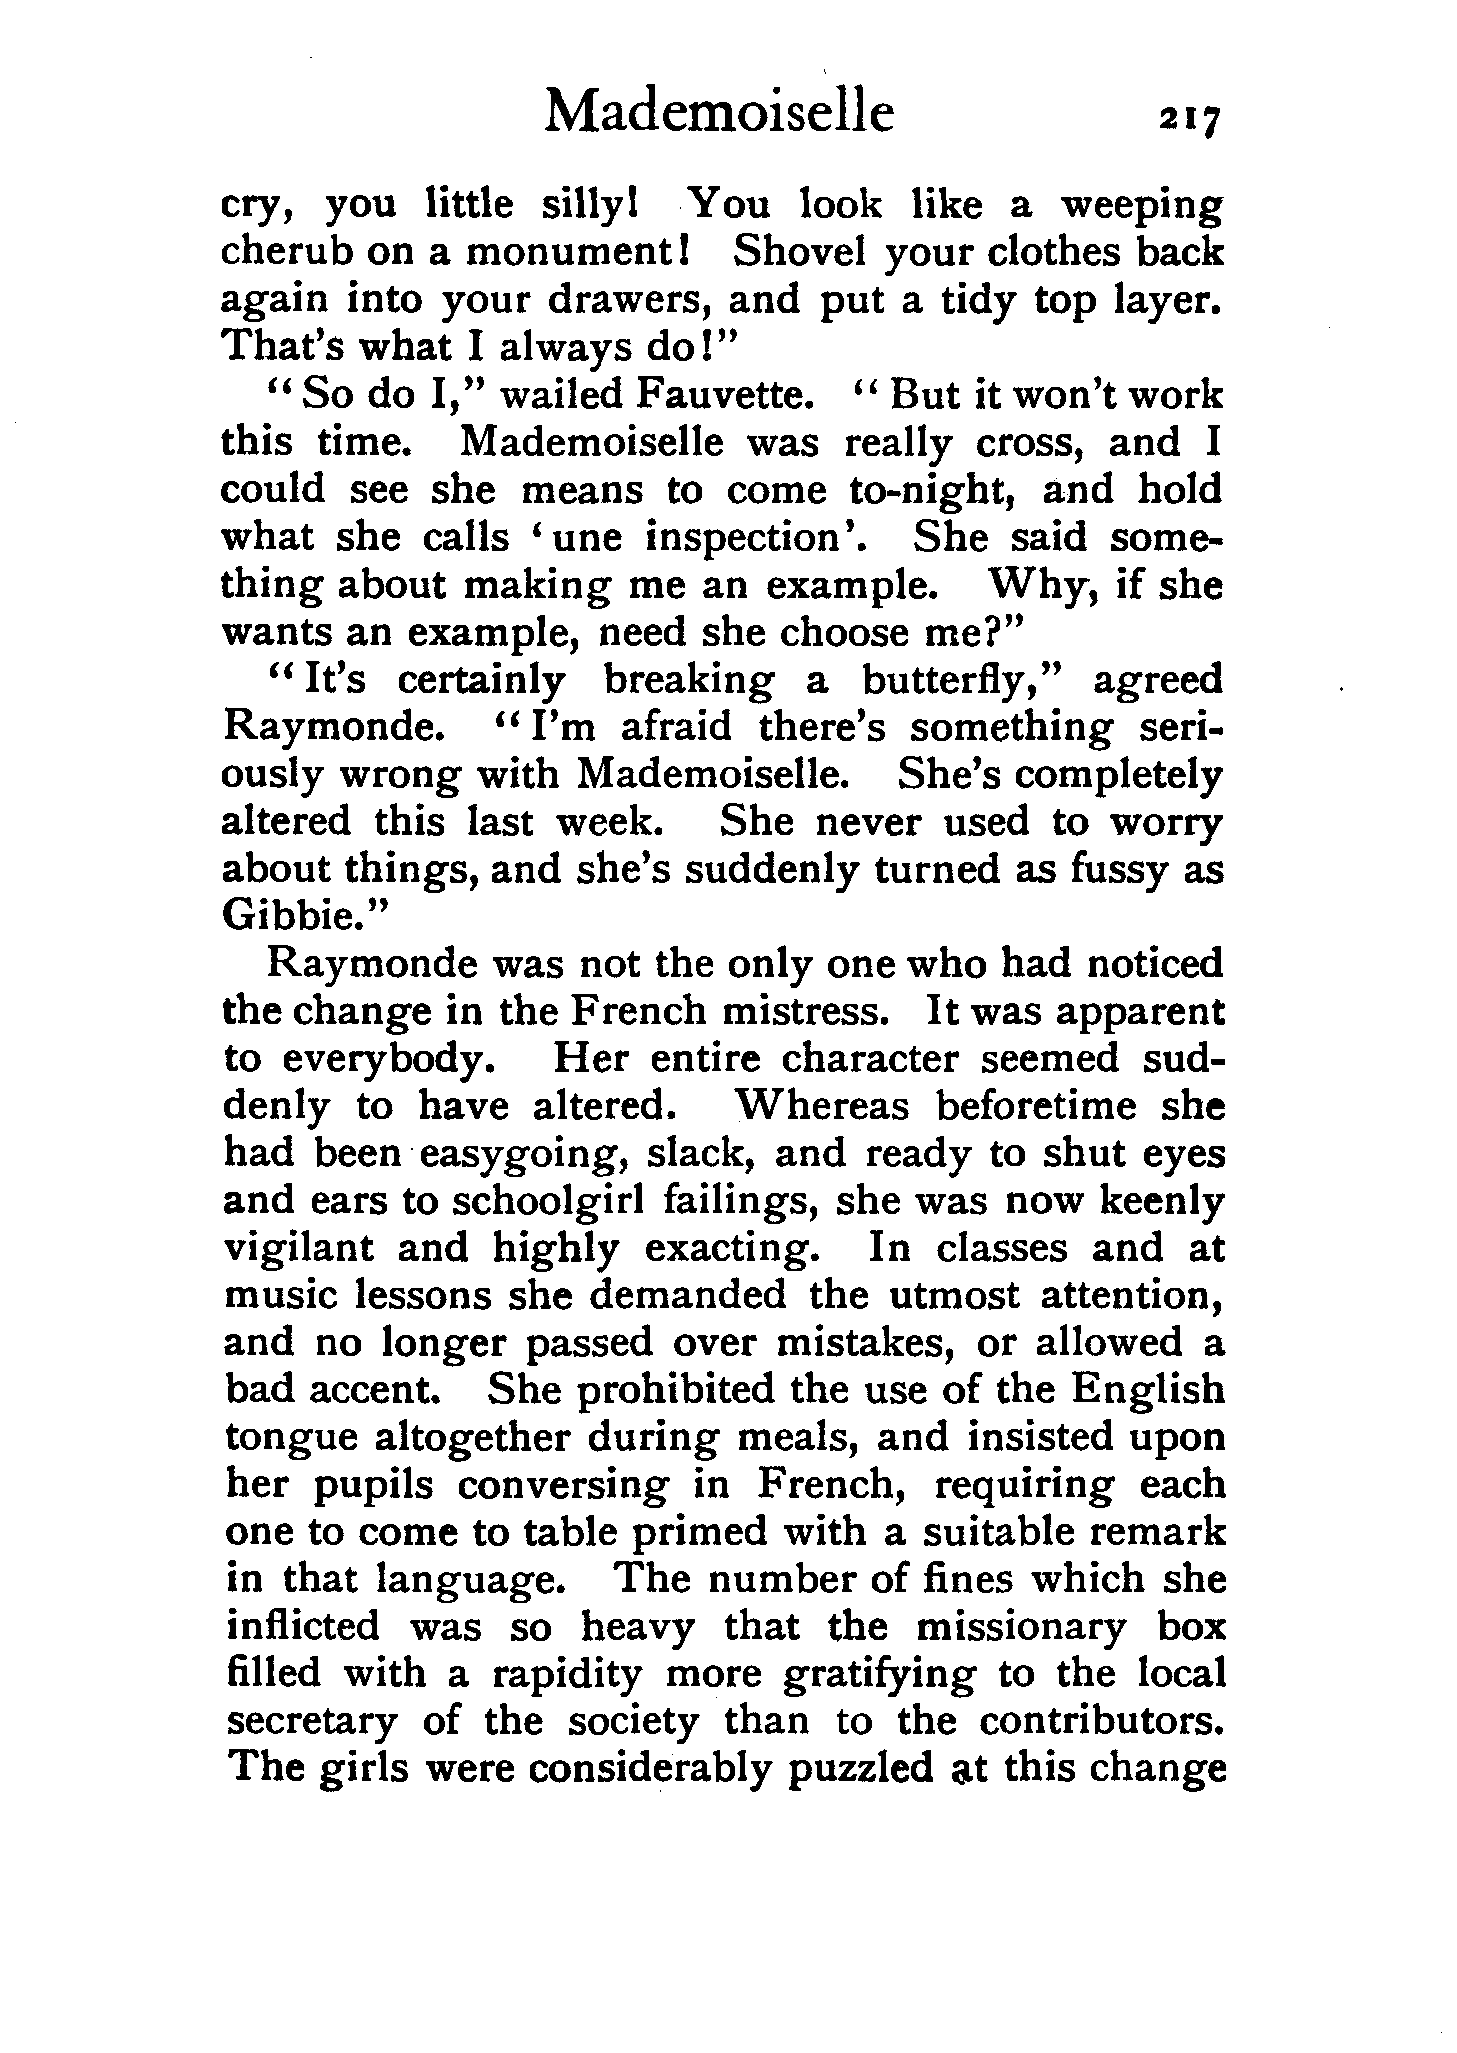 Mademoiselle 217
cry, you little silly! You look like a weeping
cherub on a monument! Shovel your clothes back
again into your drawers, and put a tidy top layer.
That's what I always do!"
"So do I," wailed Fauvette. "But it won't work
this time. Mademoiselle was really cross, and I
could see she means to come to-night, and hold
what she calls 'une inspection'. She said some-
thing about making me an example. Why, if she
wants an example, need she choose me?"
"It's certainly breaking a butterfly," agreed
Raymonde. "I'm afraid there's something seri-
ously wrong with Mademoiselle. She's completely
altered this last week. She never used to worry
about things, and she's suddenly turned as fussy as
Gibbie."
Raymonde was not the only one who had noticed
the change in the French mistress. It was apparent
to everybody. Her entire character seemed sud-
denly to have altered. Whereas beforetime she
had been easygoing, slack, and ready to shut eyes
and ears to schoolgirl failings, she was now keenly
vigilant and highly exacting. In classes and at
music lessons she demanded the utmost attention,
and no longer passed over mistakes, or allowed a
bad accent. She prohibited the use of the English
tongue altogether during meals, and insisted upon
her pupils conversing in French, requiring each
one to come to table primed with a suitable remark
in that language. The number of fines which she
inflicted was so heavy that the missionary box
filled with a rapidity more gratifying to the local
secretary of the society than to the contributors.
The girls were considerably puzzled at this change